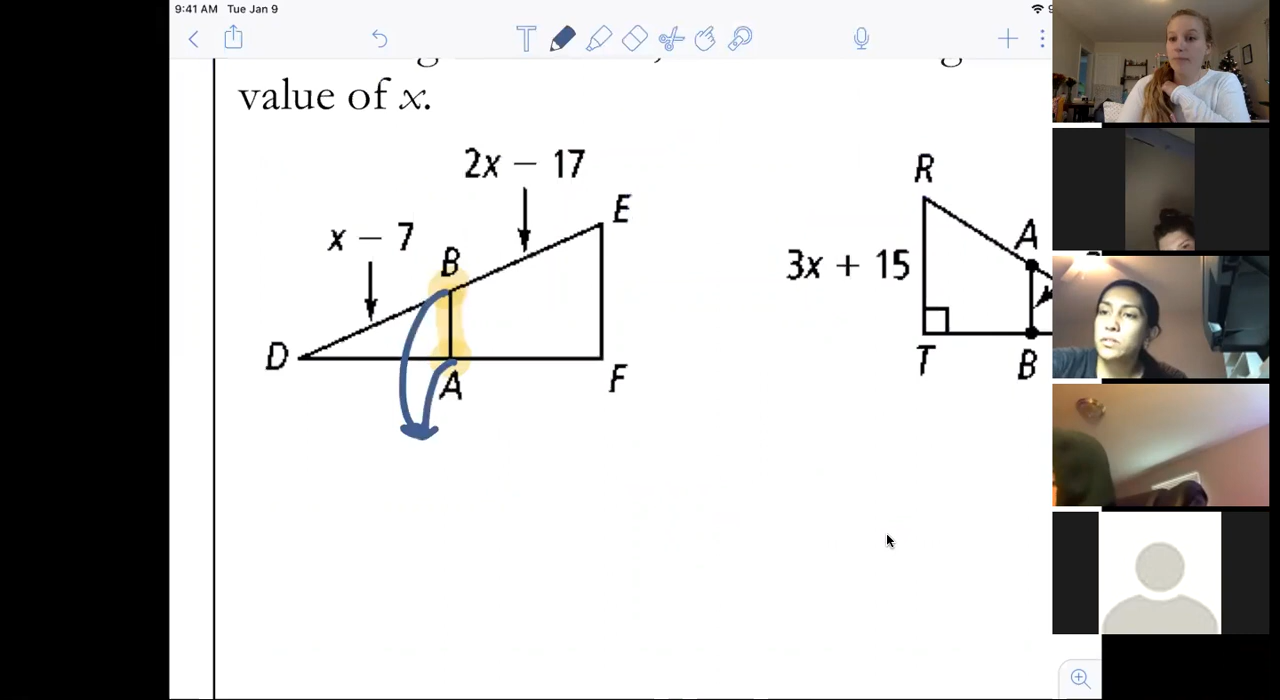 9:41 AM Tue Jan 9
value of x.
2x − 17
x − 7
E
B
D
A
F
R
A
3x + 15
T
B